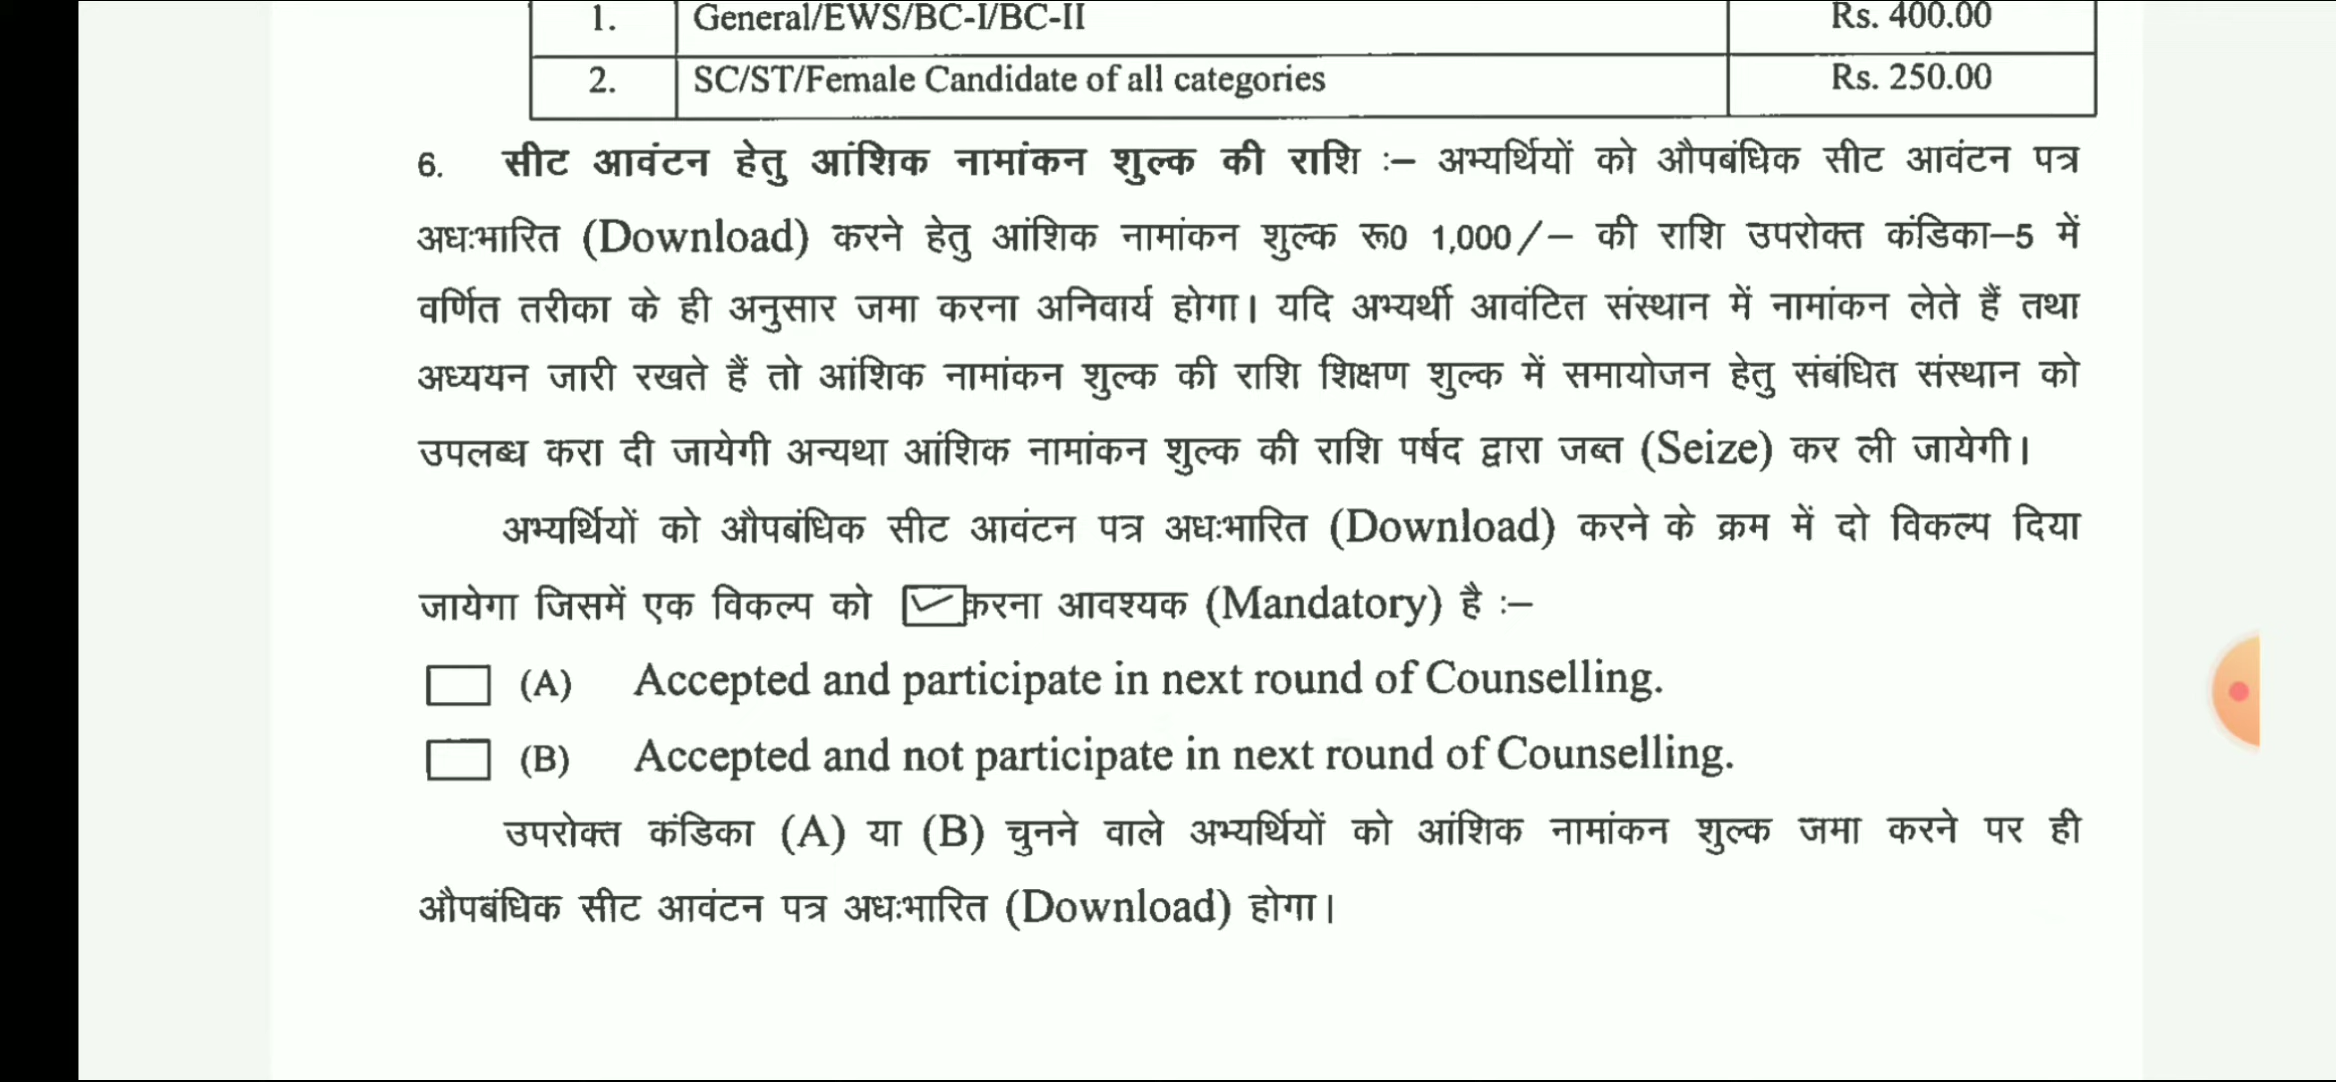 1. General/EWS/BC-I/BC-II Rs. 400.00
2. SC/ST/Female Candidate of all categories Rs. 250.00
6. सीट आवंटन हेतु आंशिक नामांकन शुल्क की राशि :– अभ्यर्थियों को औपबंधिक सीट आवंटन पत्र
अधःभारित (Download) करने हेतु आंशिक नामांकन शुल्क रू0 1,000/– की राशि उपरोक्त कंडिका–5 में
वर्णित तरीका के ही अनुसार जमा करना अनिवार्य होगा। यदि अभ्यर्थी आवंटित संस्थान में नामांकन लेते हैं तथा
अध्ययन जारी रखते हैं तो आंशिक नामांकन शुल्क की राशि शिक्षण शुल्क में समायोजन हेतु संबंधित संस्थान को
उपलब्ध करा दी जायेगी अन्यथा आंशिक नामांकन शुल्क की राशि पर्षद द्वारा जब्त (Seize) कर ली जायेगी।
अभ्यर्थियों को औपबंधिक सीट आवंटन पत्र अधःभारित (Download) करने के क्रम में दो विकल्प दिया
जायेगा जिसमें एक विकल्प को ✓ करना आवश्यक (Mandatory) है :–
(A) Accepted and participate in next round of Counselling.
(B) Accepted and not participate in next round of Counselling.
उपरोक्त कंडिका (A) या (B) चुनने वाले अभ्यर्थियों को आंशिक नामांकन शुल्क जमा करने पर ही
औपबंधिक सीट आवंटन पत्र अधःभारित (Download) होगा।